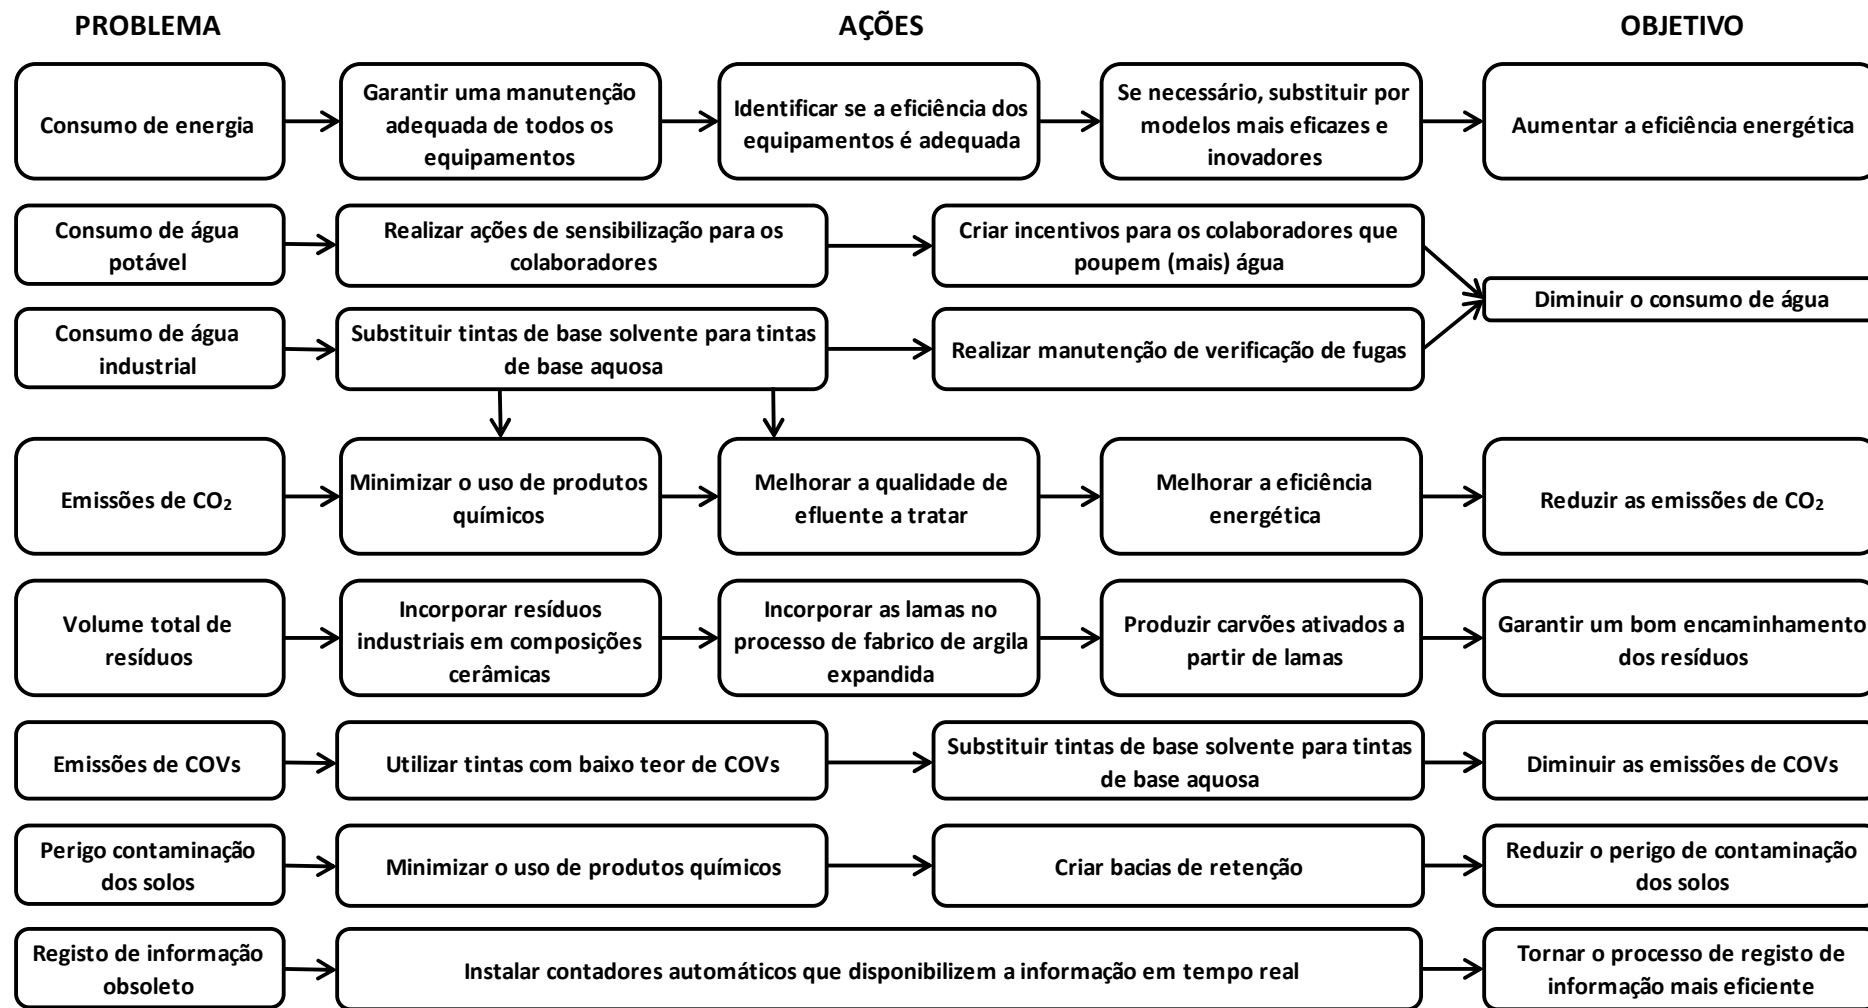 PROBLEMA
AÇÕES
OBJETIVO
Consumo de energia
Garantir uma manutenção
adequada de todos os
equipamentos
Identificar se a eficiência dos
equipamentos é adequada
Se necessário, substituir por
modelos mais eficazes e
inovadores
Aumentar a eficiência energética
Consumo de água
potável
Realizar ações de sensibilização para os
colaboradores
Criar incentivos para os colaboradores que
poupem (mais) água
Diminuir o consumo de água
Consumo de água
industrial
Substituir tintas de base solvente para tintas
de base aquosa
Realizar manutenção de verificação de fugas
Emissões de CO₂
Minimizar o uso de produtos
químicos
Melhorar a qualidade de
efluente a tratar
Melhorar a eficiência
energética
Reduzir as emissões de CO₂
Volume total de
resíduos
Incorporar resíduos
industriais em composições
cerâmicas
Incorporar as lamas no
processo de fabrico de argila
expandida
Produzir carvões ativados a
partir de lamas
Garantir um bom encaminhamento
dos resíduos
Emissões de COVs
Utilizar tintas com baixo teor de COVs
Substituir tintas de base solvente para tintas
de base aquosa
Diminuir as emissões de COVs
Perigo contaminação
dos solos
Minimizar o uso de produtos químicos
Criar bacias de retenção
Reduzir o perigo de contaminação
dos solos
Registo de informação
obsoleto
Instalar contadores automáticos que disponibilizem a informação em tempo real
Tornar o processo de registo de
informação mais eficiente